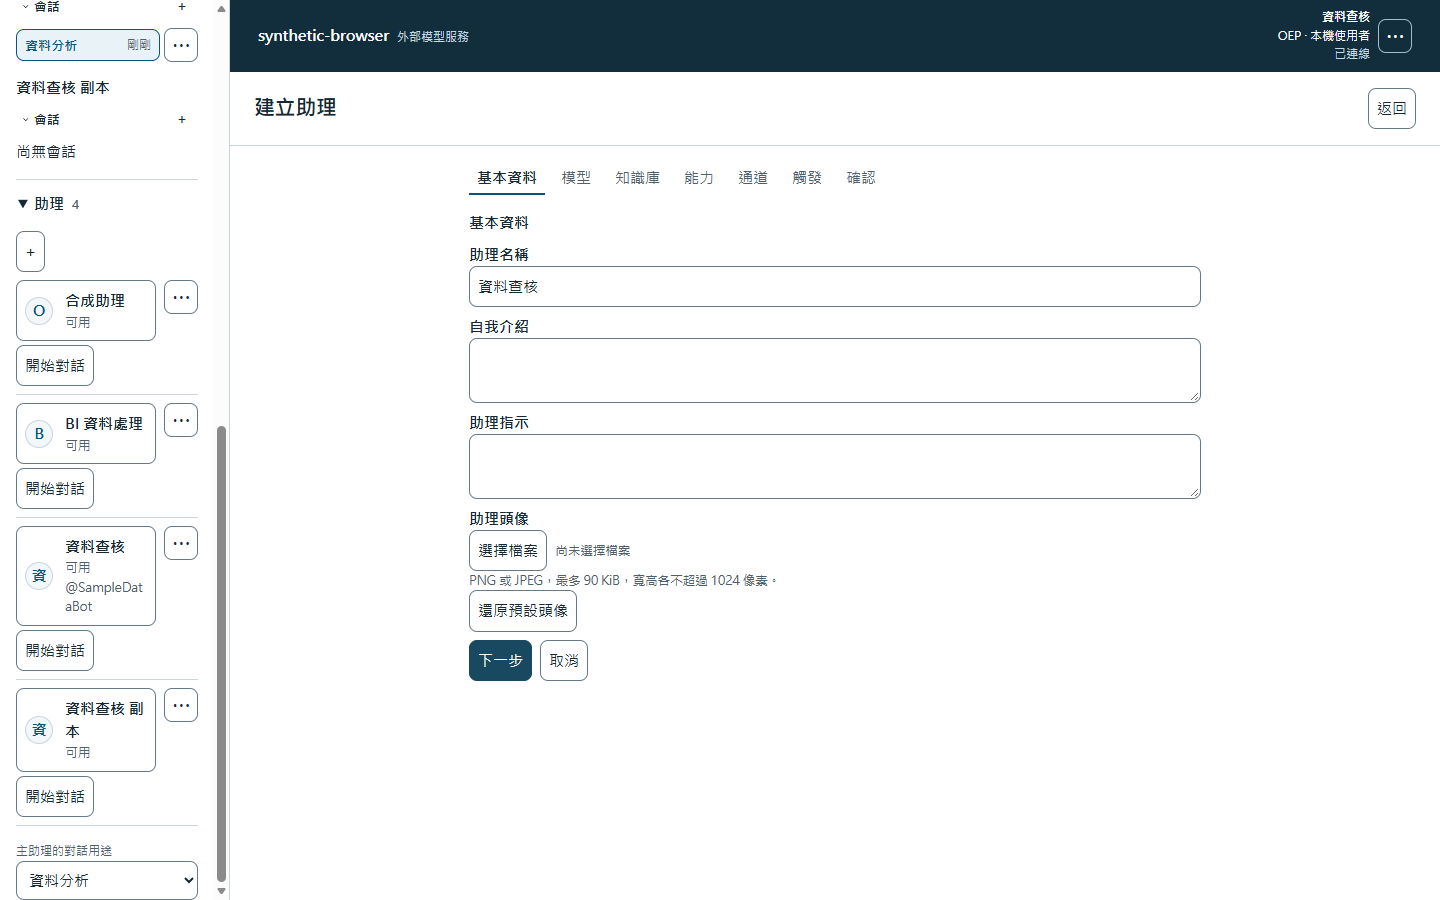 會話
+
資料分析 剛剛
...
資料查核 副本
會話
+
尚無會話
助理 4
+
O
合成助理
可用
...
開始對話
B
BI 資料處理
可用
...
開始對話
資
資料查核
可用
@SampleDat
aBot
...
開始對話
資
資料查核 副
本
可用
...
開始對話
主助理的對話用途
資料分析
synthetic-browser 外部模型服務
資料查核
OEP · 本機使用者
已連線
...
建立助理
返回
基本資料 模型 知識庫 能力 通道 觸發 確認
基本資料
助理名稱
資料查核
自我介紹
助理指示
助理頭像
選擇檔案 尚未選擇檔案
PNG 或 JPEG，最多 90 KiB，寬高各不超過 1024 像素。
還原預設頭像
下一步 取消